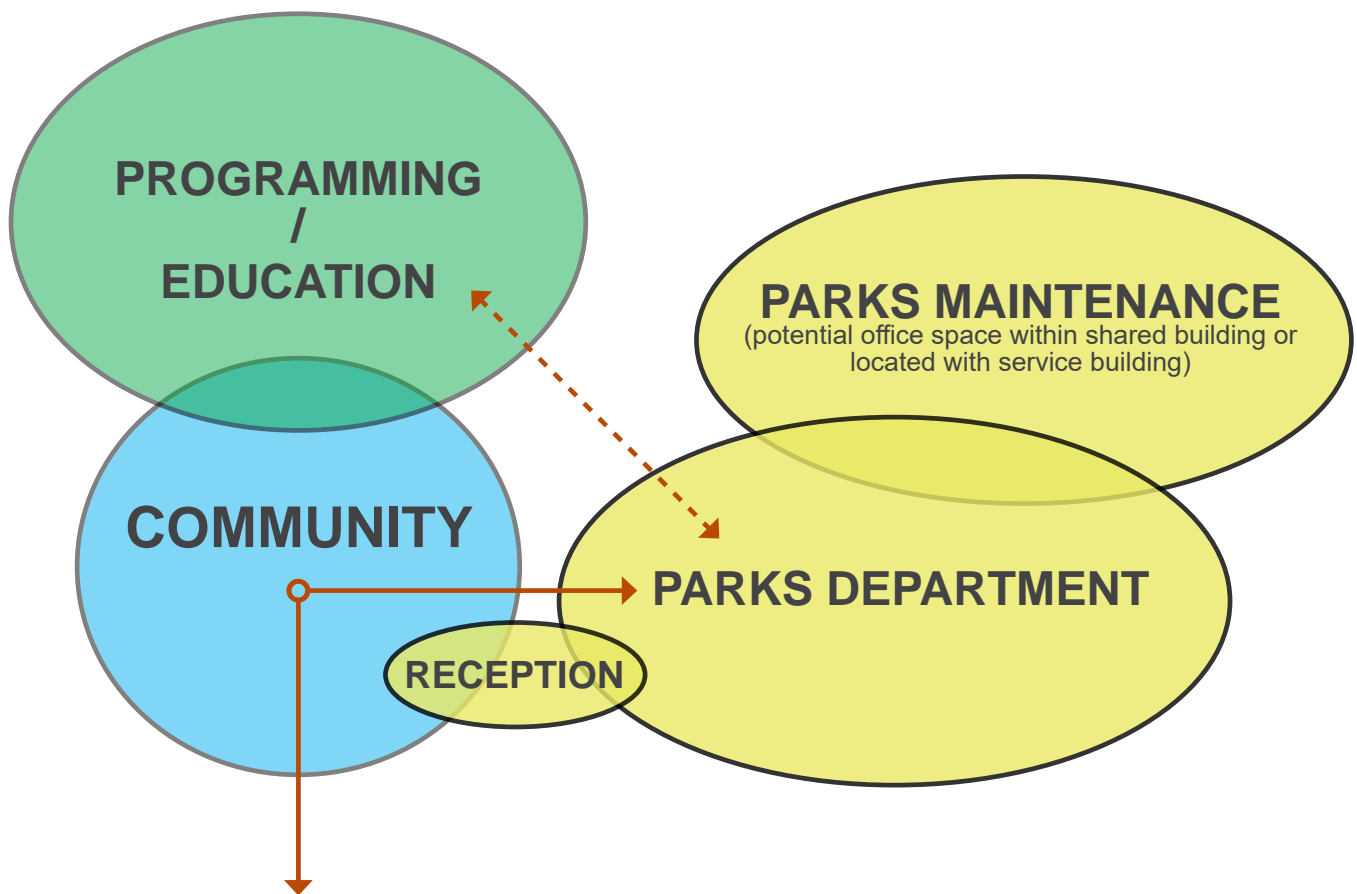 PROGRAMMING
/
EDUCATION
PARKS MAINTENANCE
(potential office space within shared building or
located with service building)
COMMUNITY
PARKS DEPARTMENT
RECEPTION